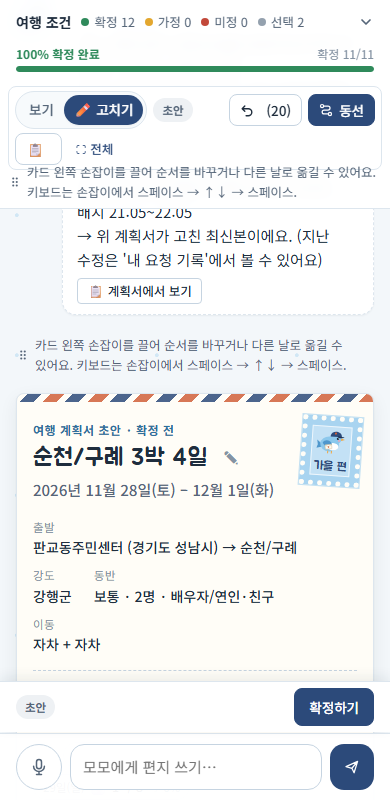 여행 조건 확정 12 가정 0 미정 0 선택 2
100% 확정 완료 확정 11/11
보기 고치기 초안 (20) 동선
전체
카드 왼쪽 손잡이를 끌어 순서를 바꾸거나 다른 날로 옮길 수 있어요.
키보드는 손잡이에서 스페이스 → ↑↓ → 스페이스.
배치 21:05~22:05
→ 위 계획서가 고친 최신본이에요. (지난
수정은 '내 요청 기록'에서 볼 수 있어요)
계획서에서 보기
카드 왼쪽 손잡이를 끌어 순서를 바꾸거나 다른 날로 옮길 수
있어요. 키보드는 손잡이에서 스페이스 → ↑↓ → 스페이스.
여행 계획서 초안 · 확정 전
순천/구례 3박 4일
가을 편
2026년 11월 28일(토) – 12월 1일(화)
출발
판교동주민센터 (경기도 성남시) → 순천/구례
강도 동반
강행군 보통 · 2명 · 배우자/연인·친구
이동
자차 + 자차
초안 확정하기
모모에게 편지 쓰기…